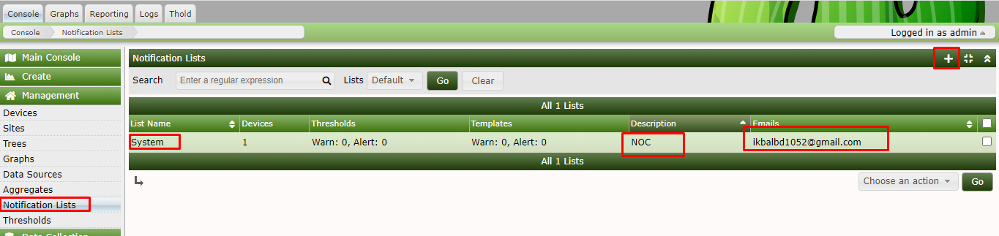 Console Graphs Reporting Logs Thold
Console Notification Lists Logged in as admin
Main Console
Create
Management
Devices
Sites
Trees
Graphs
Data Sources
Aggregates
Notification Lists
Thresholds
Data Collection
Notification Lists
Search Enter a regular expression Lists Default Go Clear
All 1 Lists
List Name Devices Thresholds Templates Description Emails
System 1 Warn: 0, Alert: 0 Warn: 0, Alert: 0 NOC ikbalbd1052@gmail.com
All 1 Lists
Choose an action Go